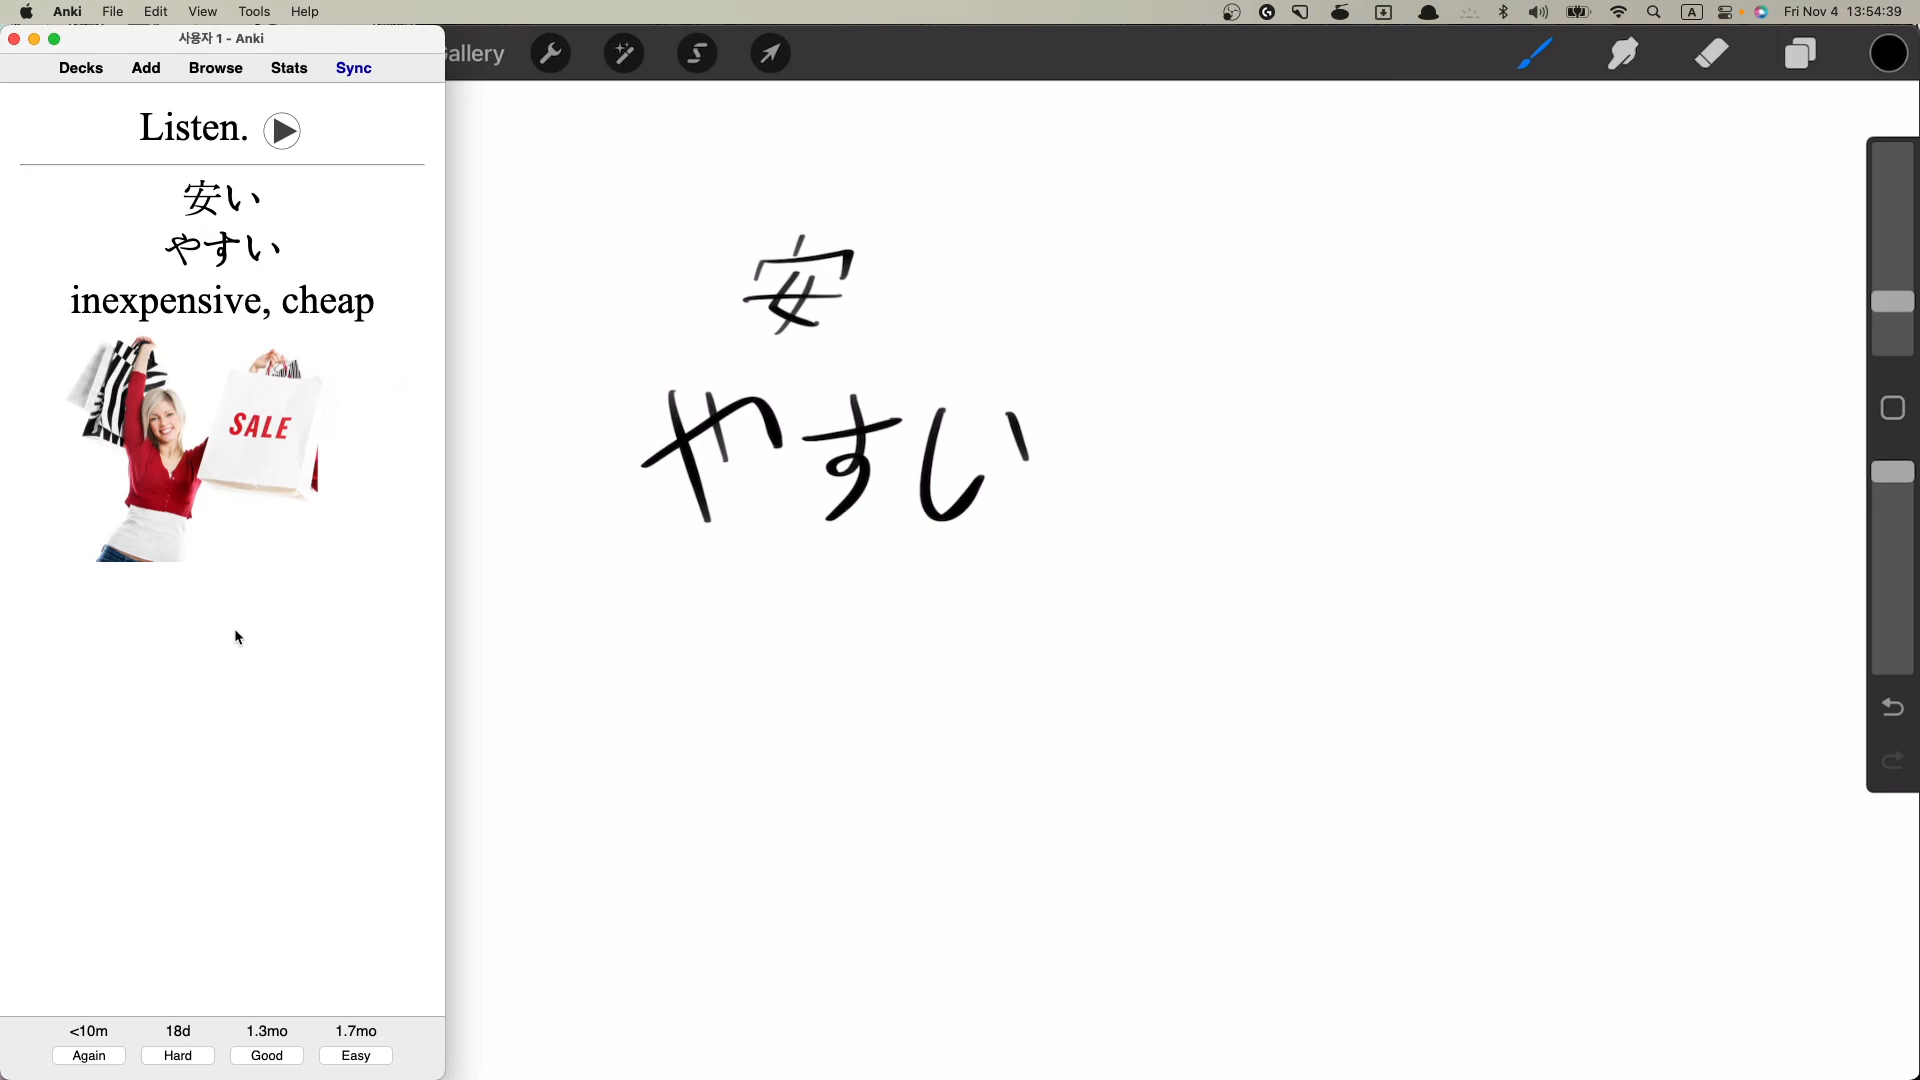 Anki File Edit View Tools Help
A Fri Nov 4 13:54:39
사용자 1 - Anki
Decks Add Browse Stats Sync
allery
Listen.
安い
やすい
inexpensive, cheap
SALE
安
やすい
<10m 18d 1.3mo 1.7mo
Again Hard Good Easy